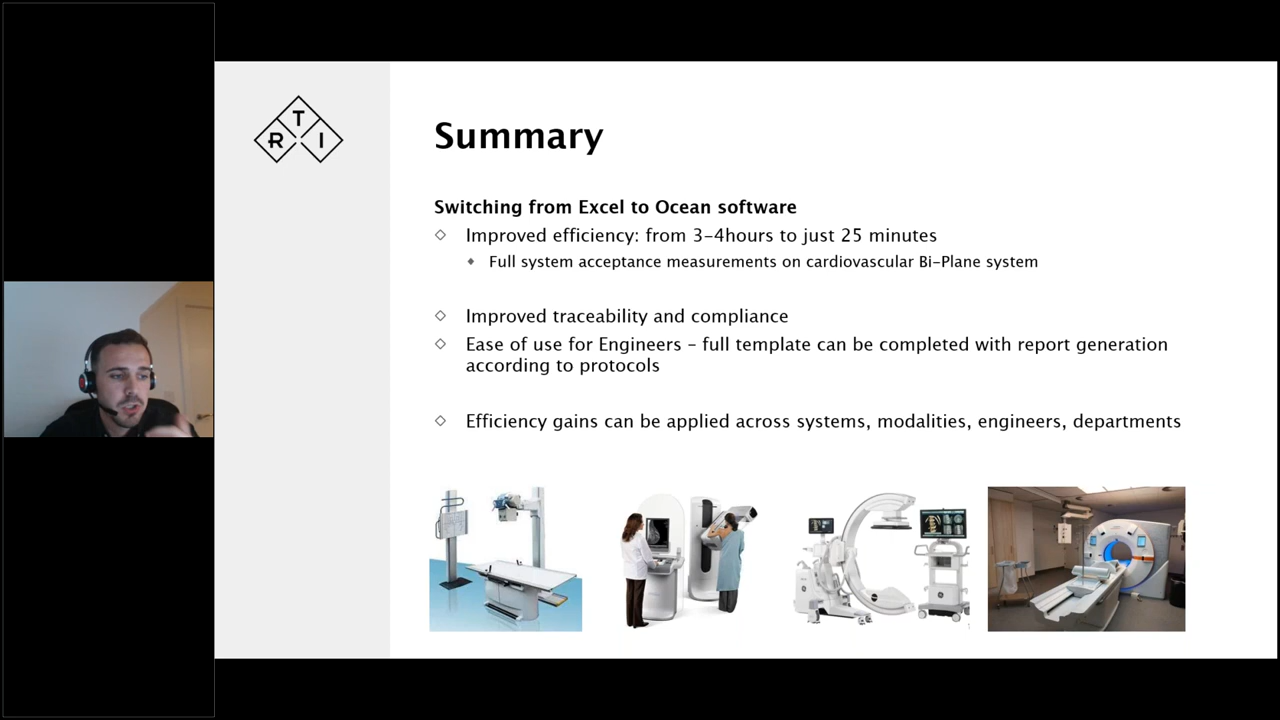 T
R I
Summary
Switching from Excel to Ocean software
Improved efficiency: from 3-4hours to just 25 minutes
Full system acceptance measurements on cardiovascular Bi-Plane system
Improved traceability and compliance
Ease of use for Engineers – full template can be completed with report generation
according to protocols
Efficiency gains can be applied across systems, modalities, engineers, departments